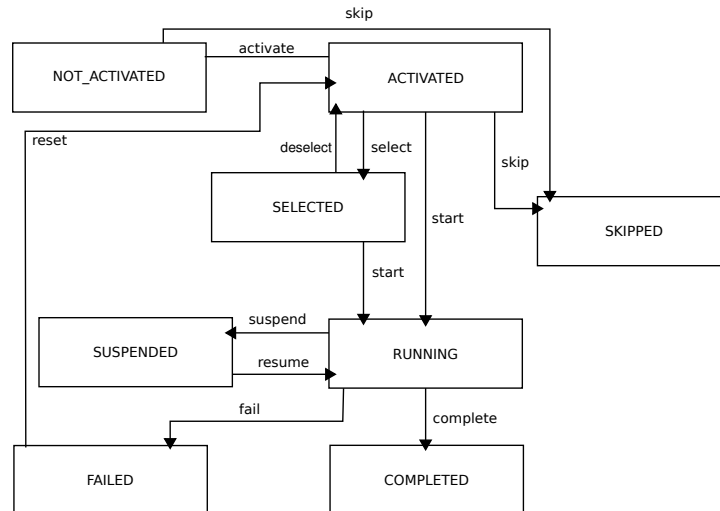 skip
activate
NOT_ACTIVATED
ACTIVATED
reset
deselect
select
skip
SELECTED
start
SKIPPED
start
suspend
SUSPENDED
RUNNING
resume
fail
complete
FAILED
COMPLETED